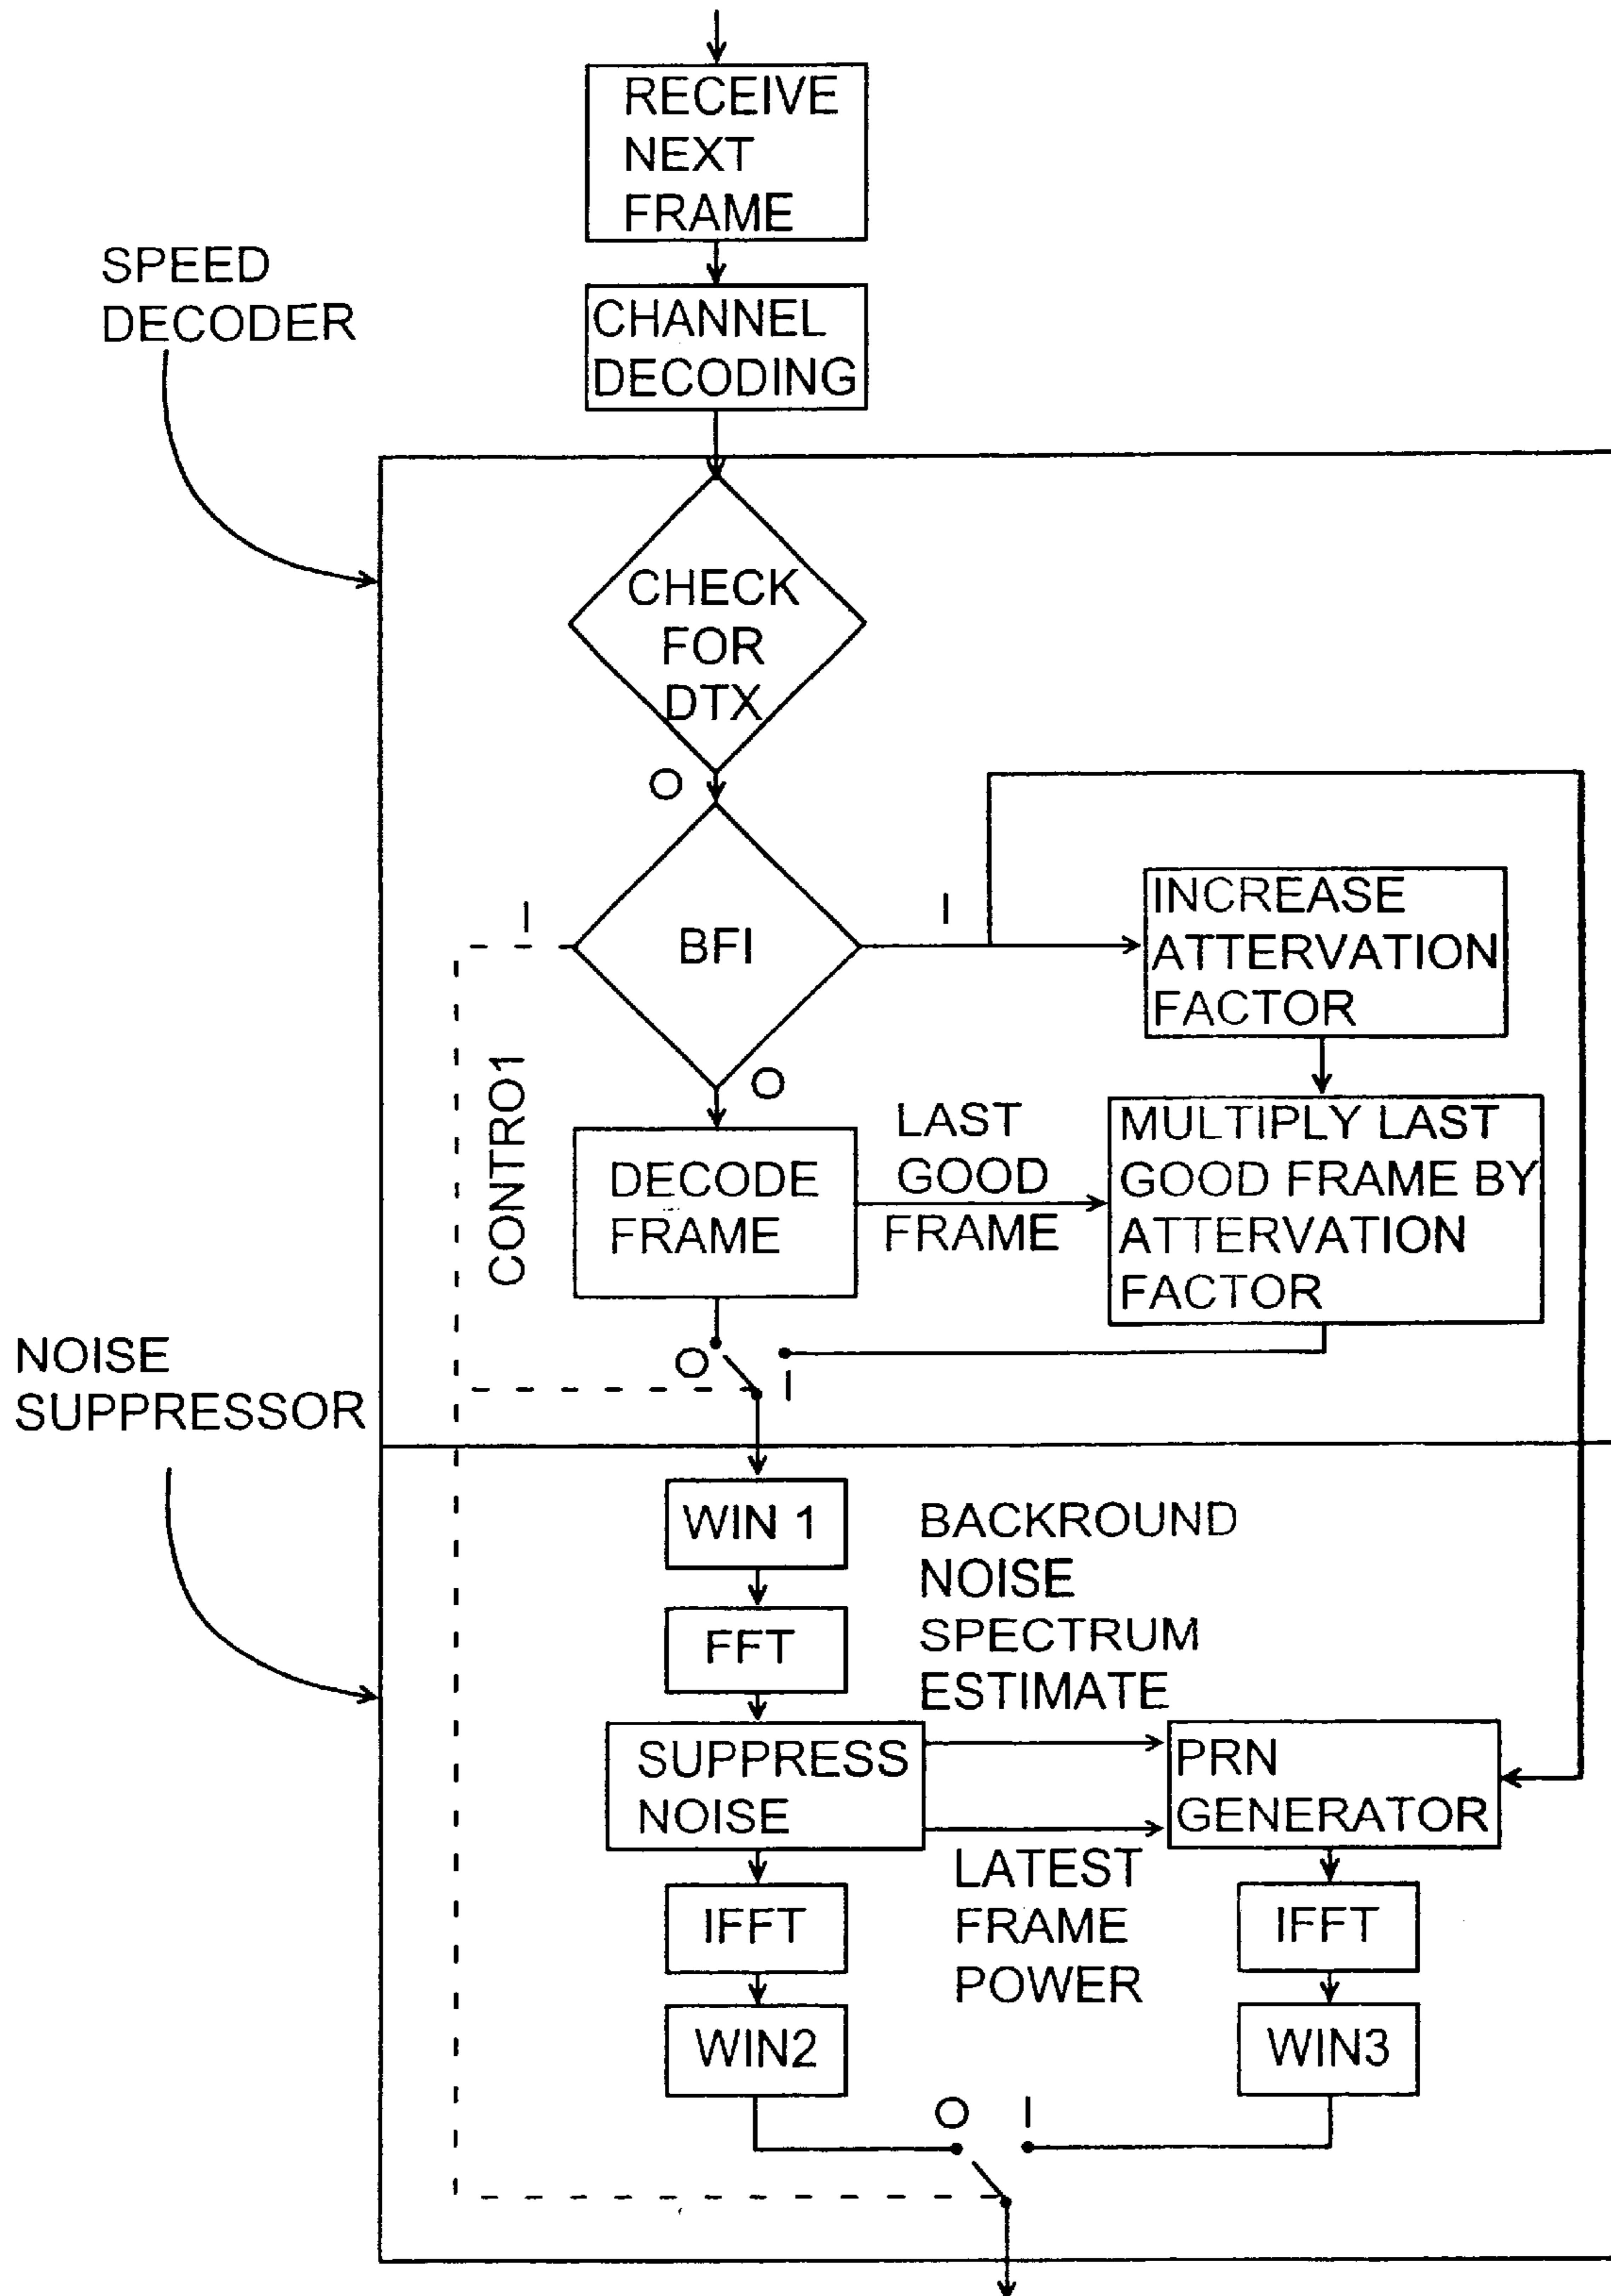 RECEIVE
NEXT
FRAME
SPEED
DECODER
CHANNEL
DECODING
CHECK
FOR
DTX
O
I
BFI
I
INCREASE
ATTERVATION
FACTOR
O
CONTRO1
DECODE
FRAME
LAST
GOOD
FRAME
MULTIPLY LAST
GOOD FRAME BY
ATTERVATION
FACTOR
O
I
NOISE
SUPPRESSOR
WIN 1
FFT
BACKROUND
NOISE
SPECTRUM
ESTIMATE
SUPPRESS
NOISE
PRN
GENERATOR
LATEST
FRAME
POWER
IFFT
IFFT
WIN2
WIN3
O
I